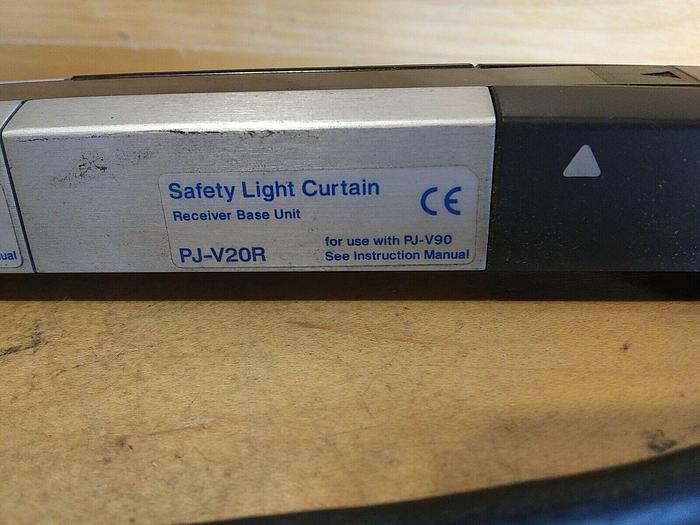 Safety Light Curtain
CE
Receiver Base Unit
PJ-V20R
for use with PJ-V90
See Instruction Manual
ual